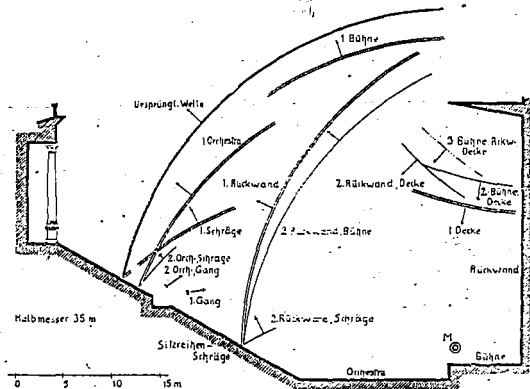 1 Bühne
Ursprüngl. Welle
1 Orchestra
3. Bühne, Rckw-
Decke
1. Rückwand
2. Rückwand, Decke
2. Bühne,
Decke
1. Schräge
2. Rückwand, Bühne
1 Decke
2. Orch., Schräge
2 Orch., Gang
Rückwand
1. Gang
Halbmesser 35 m
2. Rückwand, Schräge
M
Sitzreihen-
Schräge
Bühne
Orchestra
0 5 10 15 m